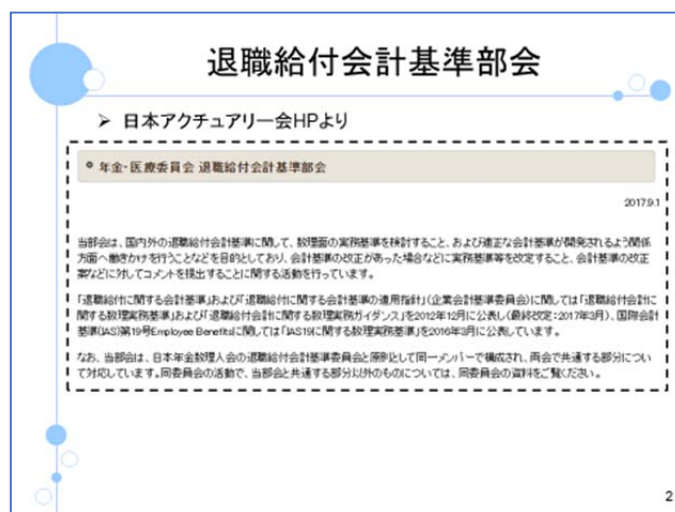 退職給付会計基準部会
➢ 日本アクチュアリー会HPより
年金・医療委員会 退職給付会計基準部会
2017.9.1
当部会は、国内外の退職給付会計基準に関して、数理面の実務基準を検討すること、および適正な会計基準が開発されるよう関係
方面へ働きかけを行うことなどを目的としており、会計基準の改正があった場合などに実務基準等を改定すること、会計基準の改正
案などに対してコメントを提出することに関する活動を行っています。
「退職給付に関する会計基準」および「退職給付に関する会計基準の適用指針」(企業会計基準委員会)に関しては「退職給付会計に
関する数理実務基準」および「退職給付会計に関する数理実務ガイダンス」を2012年12月に公表し(最終改定:2017年3月)、国際会計
基準(IAS)第19号Employee Benefitsに関しては「IAS19に関する数理実務基準」を2016年3月に公表しています。
なお、当部会は、日本年金数理人会の退職給付会計基準委員会と原則として同一メンバーで構成され、両会で共通する部分につい
て対応しています。同委員会の活動で、当部会と共通する部分以外のものについては、同委員会の資料をご覧ください。
2